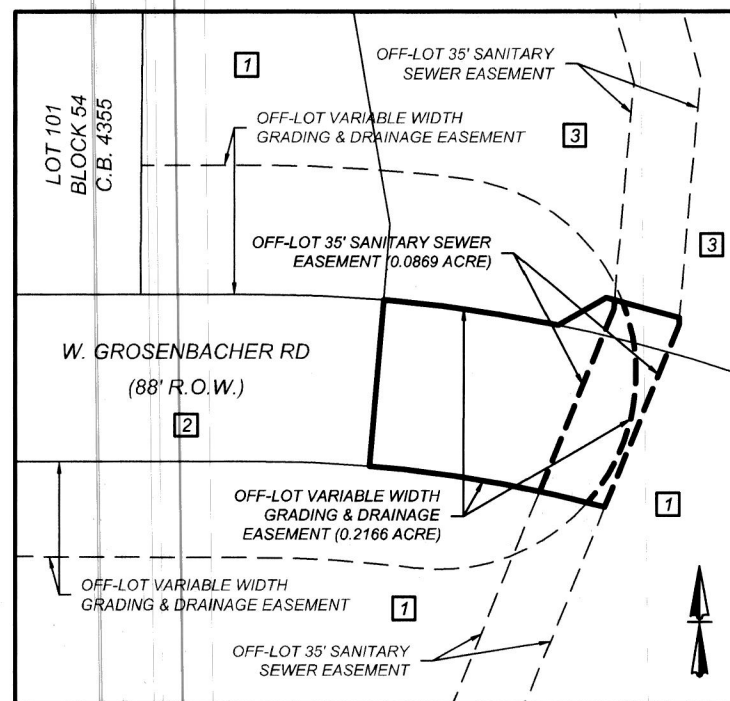 1
OFF-LOT 35' SANITARY
SEWER EASEMENT
LOT 101
BLOCK 54
C.B. 4355
OFF-LOT VARIABLE WIDTH
GRADING & DRAINAGE EASEMENT
3
OFF-LOT 35' SANITARY SEWER
EASEMENT (0.0869 ACRE)
3
W. GROSENBACHER RD
(88' R.O.W.)
2
OFF-LOT VARIABLE WIDTH
GRADING & DRAINAGE
EASEMENT (0.2166 ACRE)
1
OFF-LOT VARIABLE WIDTH
GRADING & DRAINAGE EASEMENT
1
OFF-LOT 35' SANITARY
SEWER EASEMENT